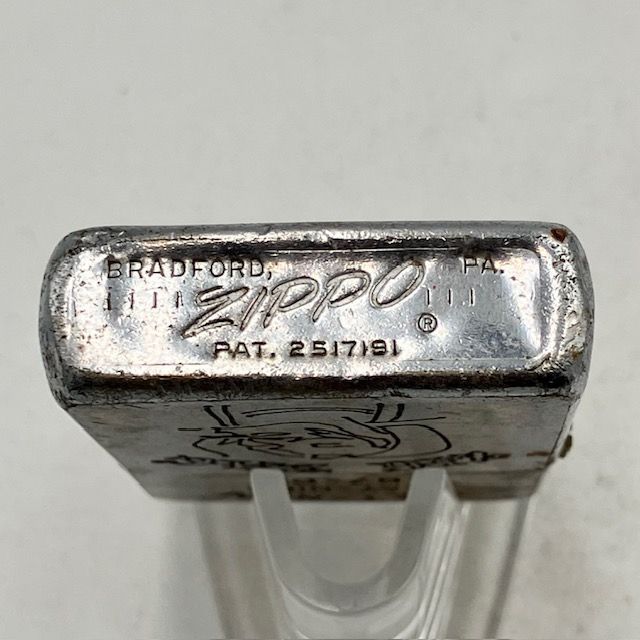 BRADFORD, PA.
|||| ZIPPO ||| ®
PAT. 2517191